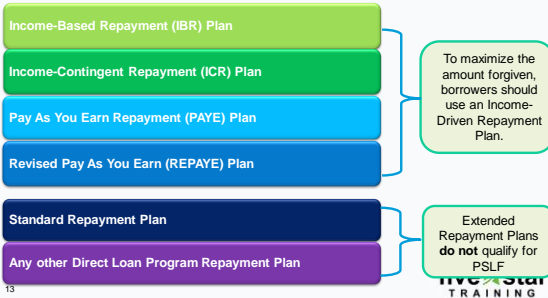 Income-Based Repayment (IBR) Plan
Income-Contingent Repayment (ICR) Plan
Pay As You Earn Repayment (PAYE) Plan
Revised Pay As You Earn (REPAYE) Plan
To maximize the
amount forgiven,
borrowers should
use an Income-
Driven Repayment
Plan.
Standard Repayment Plan
Any other Direct Loan Program Repayment Plan
Extended
Repayment Plans
do not qualify for
PSLF
13
five star
TRAINING